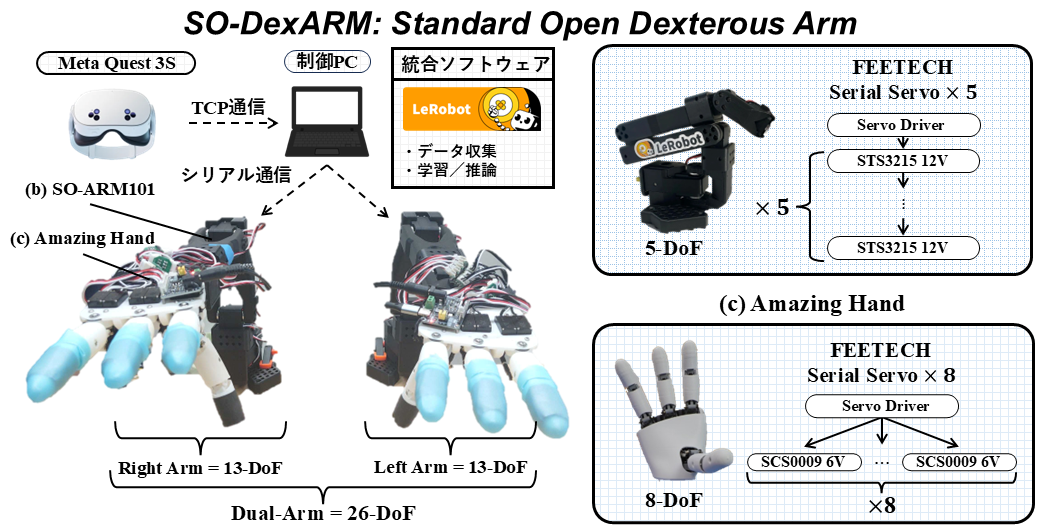 SO-DexARM: Standard Open Dexterous Arm
Meta Quest 3S
TCP通信
制御PC
統合ソフトウェア
LeRobot
・データ収集
・学習／推論
シリアル通信
(b) SO-ARM101
(c) Amazing Hand
Right Arm = 13-DoF
Left Arm = 13-DoF
Dual-Arm = 26-DoF
FEETECH
Serial Servo × 5
Servo Driver
STS3215 12V
⋮
STS3215 12V
× 5
LeRobot
5-DoF
(c) Amazing Hand
FEETECH
Serial Servo × 8
Servo Driver
SCS0009 6V ... SCS0009 6V
×8
8-DoF